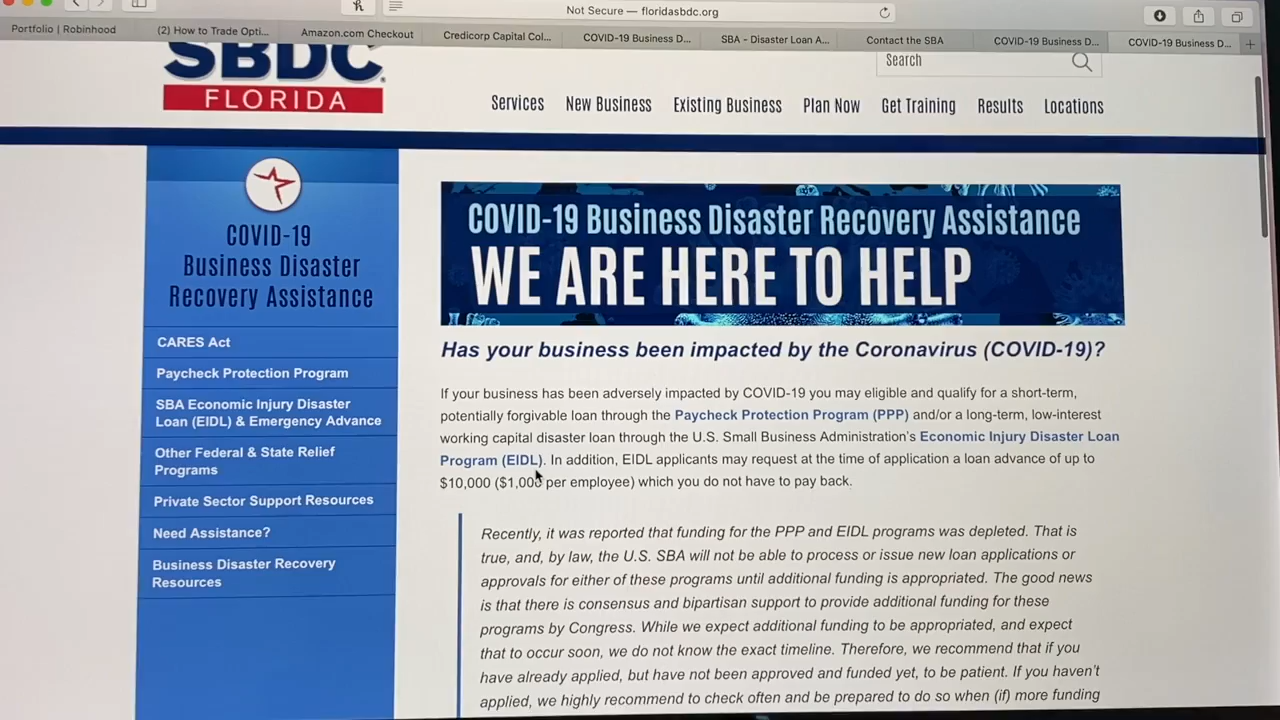 Not Secure — floridasbdc.org
Portfolio | Robinhood
(2) How to Trade Opti...
Amazon.com Checkout
Credicorp Capital Col...
COVID-19 Business D...
SBA - Disaster Loan A...
Contact the SBA
COVID-19 Business D...
COVID-19 Business D...
SBDC
FLORIDA
Search
Services
New Business
Existing Business
Plan Now
Get Training
Results
Locations
COVID-19
Business Disaster
Recovery Assistance
CARES Act
Paycheck Protection Program
SBA Economic Injury Disaster
Loan (EIDL) & Emergency Advance
Other Federal & State Relief
Programs
Private Sector Support Resources
Need Assistance?
Business Disaster Recovery
Resources
COVID-19 Business Disaster Recovery Assistance
WE ARE HERE TO HELP
Has your business been impacted by the Coronavirus (COVID-19)?
If your business has been adversely impacted by COVID-19 you may eligible and qualify for a short-term,
potentially forgivable loan through the Paycheck Protection Program (PPP) and/or a long-term, low-interest
working capital disaster loan through the U.S. Small Business Administration's Economic Injury Disaster Loan
Program (EIDL). In addition, EIDL applicants may request at the time of application a loan advance of up to
$10,000 ($1,000 per employee) which you do not have to pay back.
Recently, it was reported that funding for the PPP and EIDL programs was depleted. That is
true, and, by law, the U.S. SBA will not be able to process or issue new loan applications or
approvals for either of these programs until additional funding is appropriated. The good news
is that there is consensus and bipartisan support to provide additional funding for these
programs by Congress. While we expect additional funding to be appropriated, and expect
that to occur soon, we do not know the exact timeline. Therefore, we recommend that if you
have already applied, but have not been approved and funded yet, to be patient. If you haven't
applied, we highly recommend to check often and be prepared to do so when (if) more funding